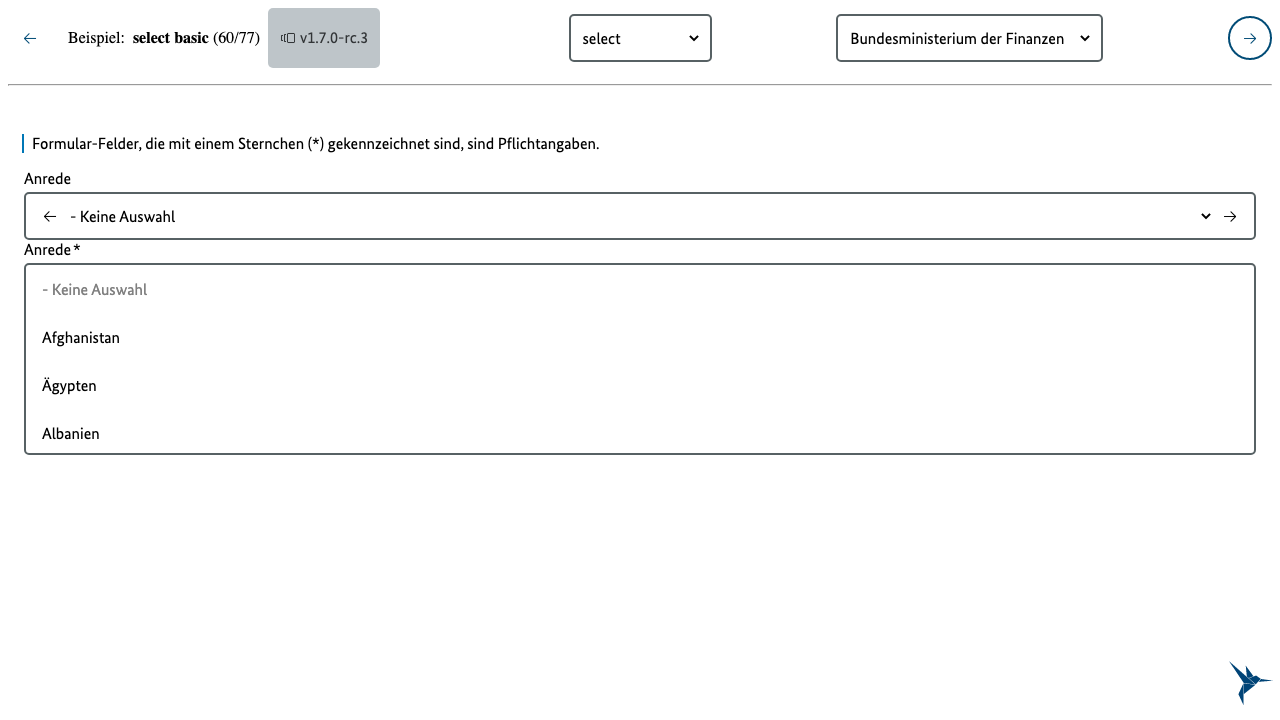 Beispiel: select basic (60/77) v1.7.0-rc.3 select Bundesministerium der Finanzen
Formular-Felder, die mit einem Sternchen (*) gekennzeichnet sind, sind Pflichtangaben.
Anrede
- Keine Auswahl
Anrede *
- Keine Auswahl
Afghanistan
Ägypten
Albanien